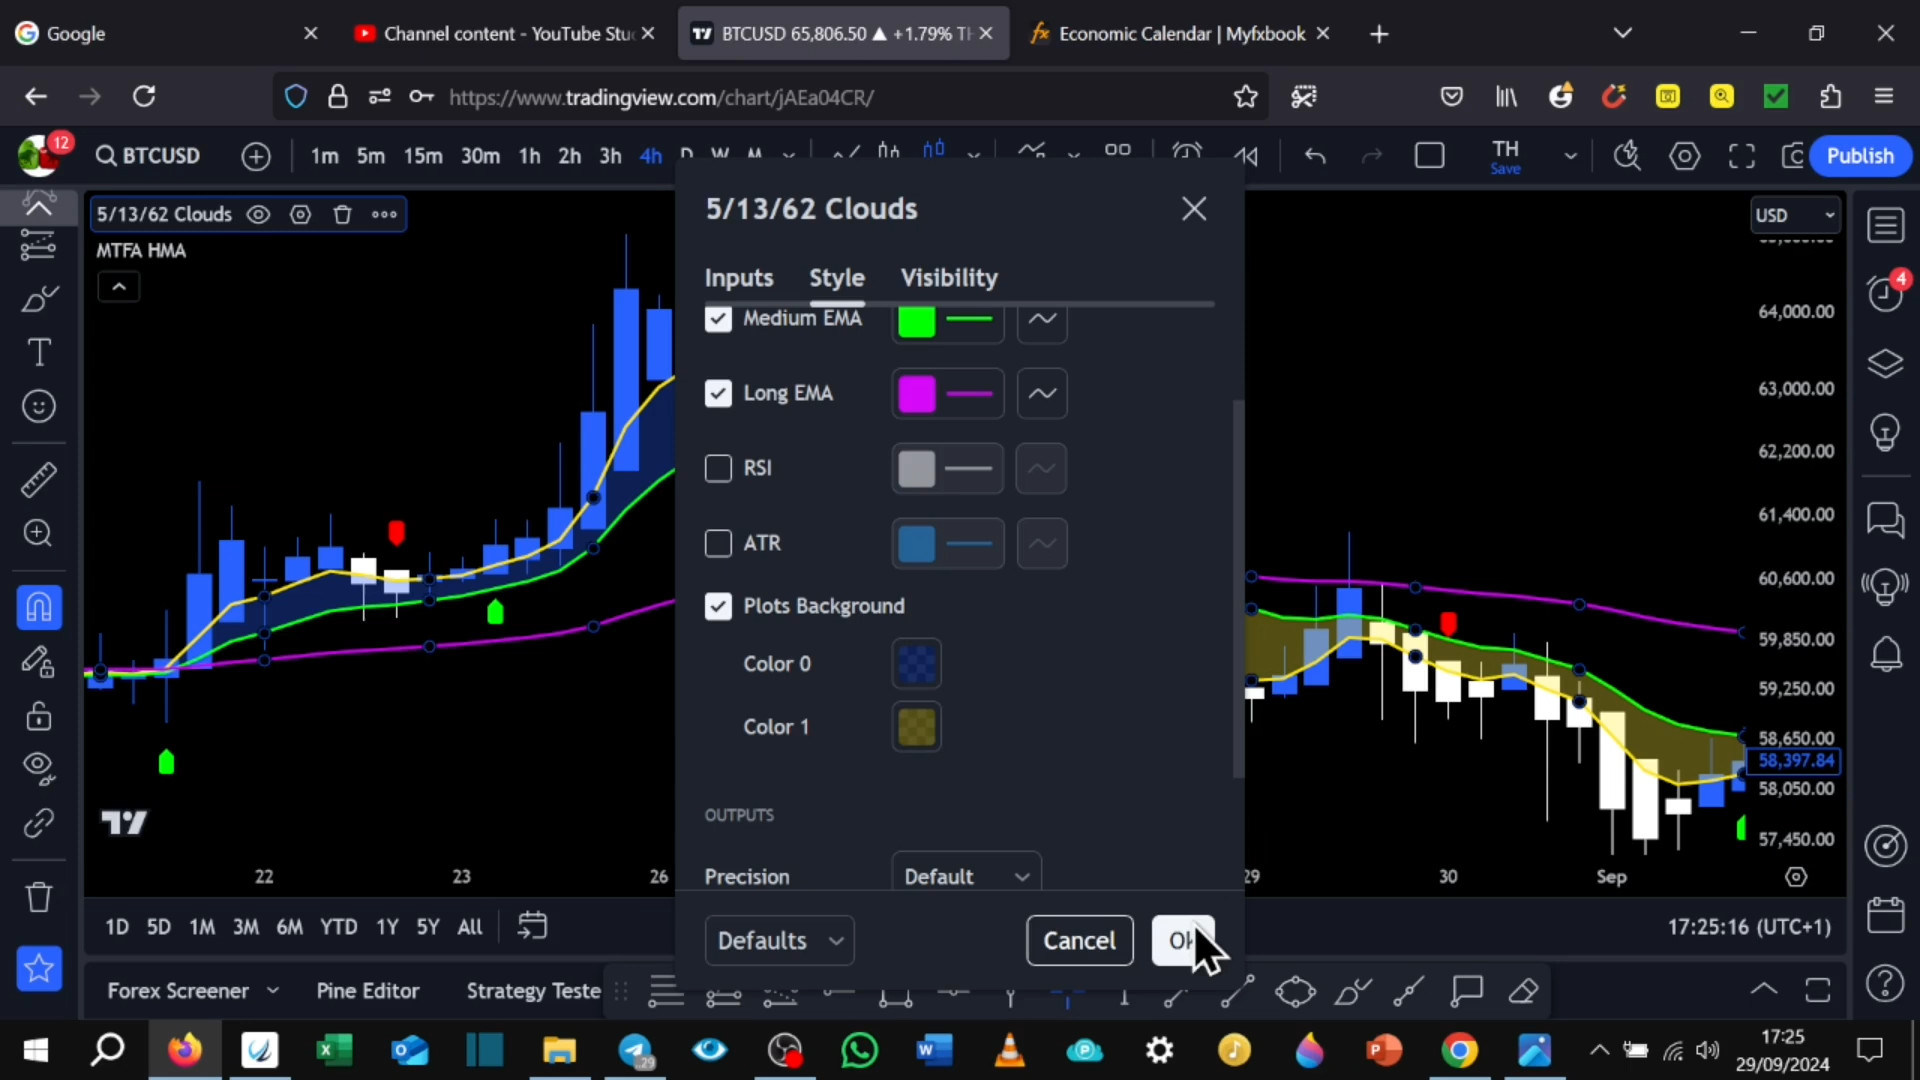 Google
Channel content - YouTube Stu
BTCUSD 65,806.50 ▲ +1.79% TH
Economic Calendar | Myfxbook
https://www.tradingview.com/chart/jAEa04CR/
12
BTCUSD
1m 5m 15m 30m 1h 2h 3h 4h D W M
TH
Save
Publish
5/13/62 Clouds
MTFA HMA
5/13/62 Clouds
Inputs Style Visibility
Medium EMA
Long EMA
RSI
ATR
Plots Background
Color 0
Color 1
OUTPUTS
Precision
Default
Defaults
Cancel
USD
64,000.00
63,000.00
62,200.00
61,400.00
60,600.00
59,850.00
59,250.00
58,650.00
58,397.84
58,050.00
57,450.00
4
22 23 26 29 30 Sep
1D 5D 1M 3M 6M YTD 1Y 5Y All
17:25:16 (UTC+1)
Forex Screener
Pine Editor
Strategy Teste
29
17:25
29/09/2024